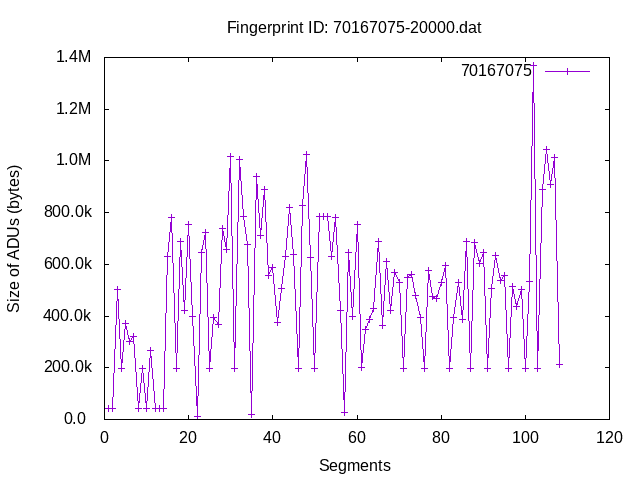 Fingerprint ID: 70167075-20000.dat
70167075
1.4M
1.2M
1.0M
800.0k
600.0k
400.0k
200.0k
0.0
Size of ADUs (bytes)
0 20 40 60 80 100 120
Segments